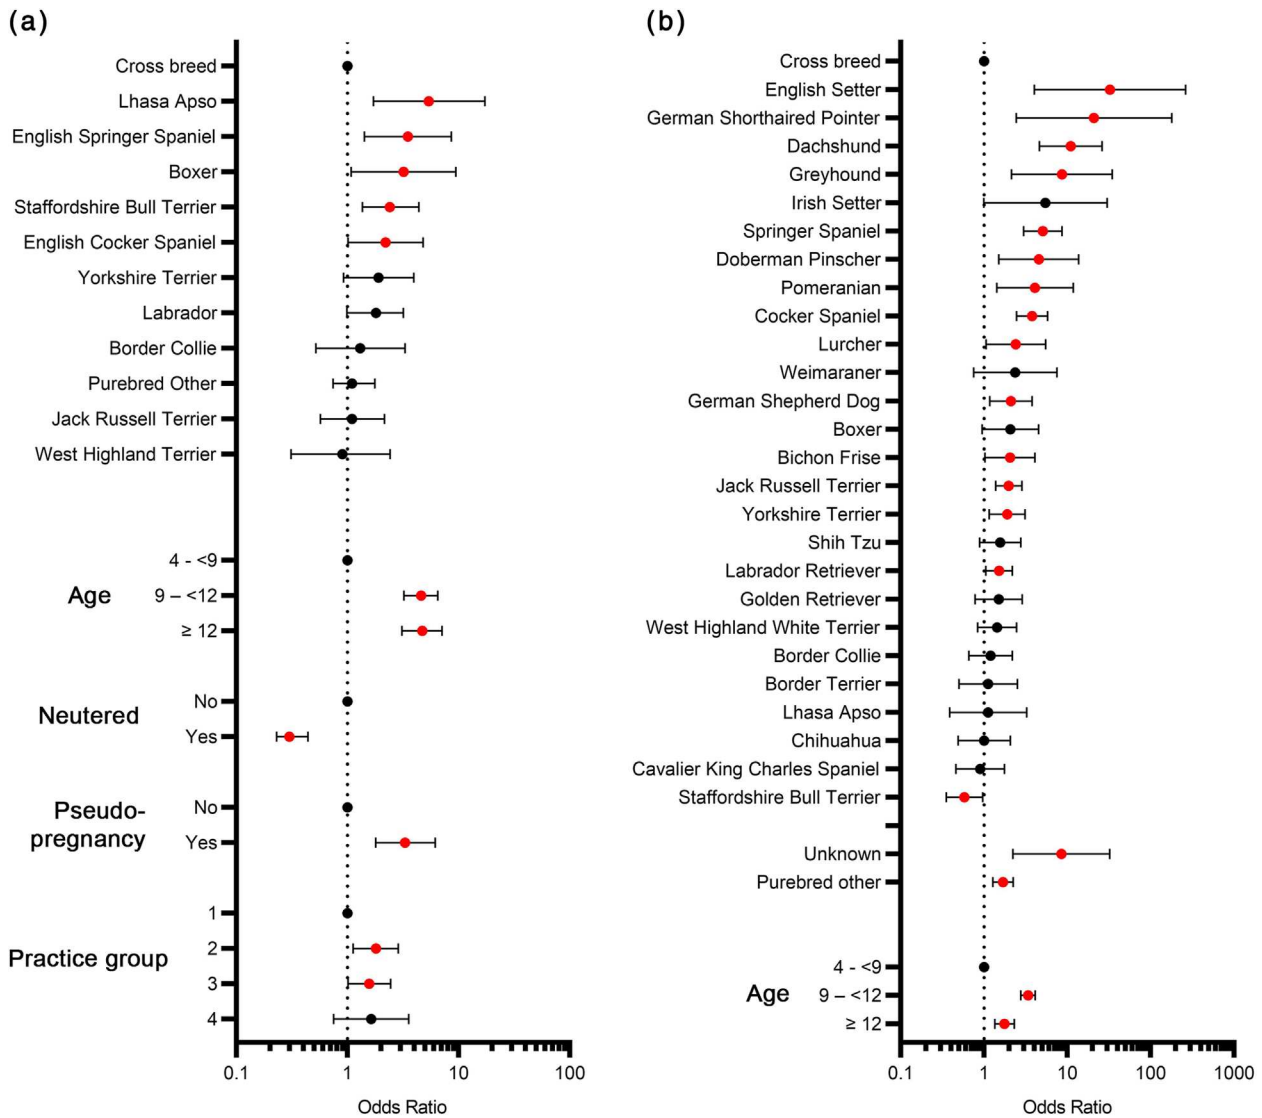 (a)
Cross breed
Lhasa Apso
English Springer Spaniel
Boxer
Staffordshire Bull Terrier
English Cocker Spaniel
Yorkshire Terrier
Labrador
Border Collie
Purebred Other
Jack Russell Terrier
West Highland Terrier
Age
4 - <9
9 – <12
≥ 12
Neutered
No
Yes
Pseudo-
pregnancy
No
Yes
Practice group
1
2
3
4
0.1 1 10 100
Odds Ratio
(b)
Cross breed
English Setter
German Shorthaired Pointer
Dachshund
Greyhound
Irish Setter
Springer Spaniel
Doberman Pinscher
Pomeranian
Cocker Spaniel
Lurcher
Weimaraner
German Shepherd Dog
Boxer
Bichon Frise
Jack Russell Terrier
Yorkshire Terrier
Shih Tzu
Labrador Retriever
Golden Retriever
West Highland White Terrier
Border Collie
Border Terrier
Lhasa Apso
Chihuahua
Cavalier King Charles Spaniel
Staffordshire Bull Terrier
Unknown
Purebred other
Age
4 - <9
9 – <12
≥ 12
0.1 1 10 100 1000
Odds Ratio